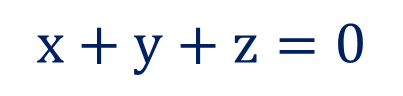 x + y + z = 0